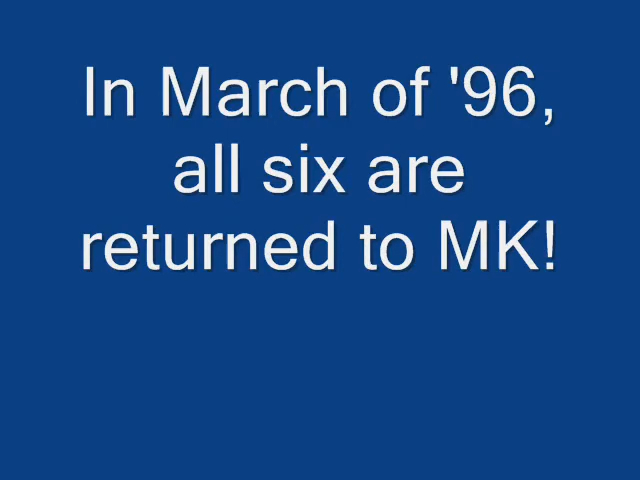 In March of '96,
all six are
returned to MK!